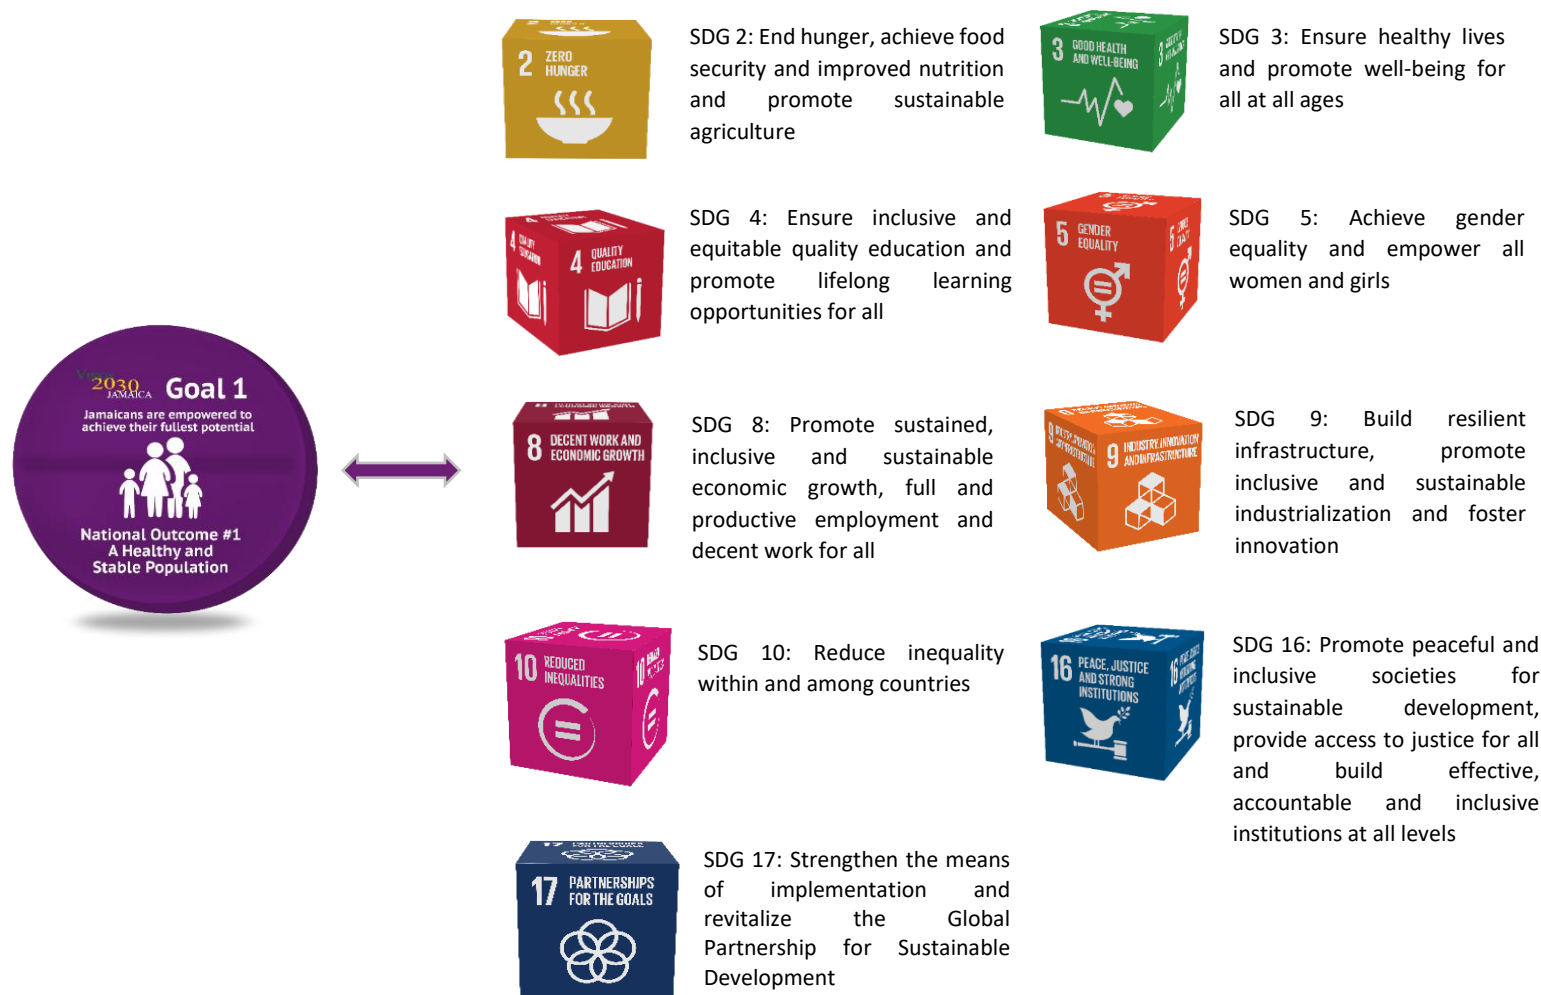 2 ZERO
HUNGER
SDG 2: End hunger, achieve food
security and improved nutrition
and promote sustainable
agriculture
3 GOOD HEALTH
AND WELL-BEING
SDG 3: Ensure healthy lives
and promote well-being for
all at all ages
4 QUALITY
EDUCATION
4 QUALITY
EDUCATION
SDG 4: Ensure inclusive and
equitable quality education and
promote lifelong learning
opportunities for all
5 GENDER
EQUALITY
5
SDG 5: Achieve gender
equality and empower all
women and girls
Vision
2030
JAMAICA
Goal 1
Jamaicans are empowered to
achieve their fullest potential
National Outcome #1
A Healthy and
Stable Population
8 DECENT WORK AND
ECONOMIC GROWTH
SDG 8: Promote sustained,
inclusive and sustainable
economic growth, full and
productive employment and
decent work for all
9 INDUSTRY, INNOVATION
AND INFRASTRUCTURE
SDG 9: Build resilient
infrastructure, promote
inclusive and sustainable
industrialization and foster
innovation
10 REDUCED
INEQUALITIES
10
SDG 10: Reduce inequality
within and among countries
16 PEACE, JUSTICE
AND STRONG
INSTITUTIONS
16
SDG 16: Promote peaceful and
inclusive societies for
sustainable development,
provide access to justice for all
and build effective,
accountable and inclusive
institutions at all levels
17 PARTNERSHIPS
FOR THE GOALS
SDG 17: Strengthen the means
of implementation and
revitalize the Global
Partnership for Sustainable
Development